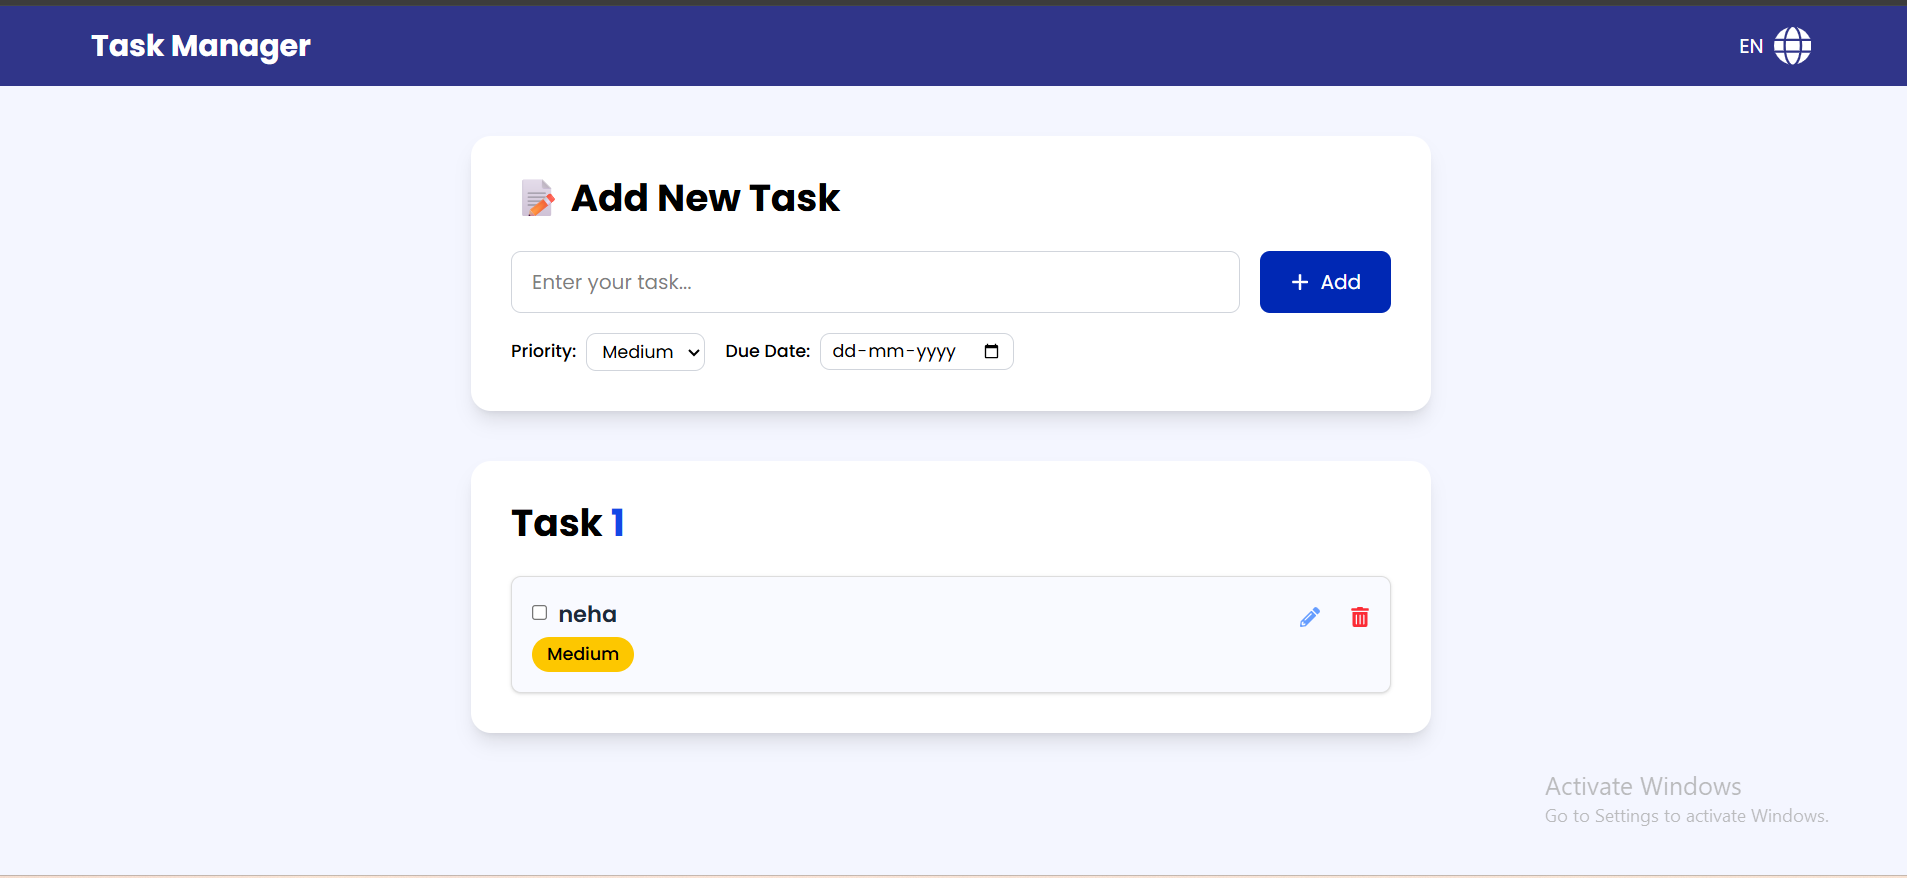 Task Manager
EN
Add New Task
Enter your task...
+ Add
Priority: Medium Due Date: dd-mm-yyyy
Task 1
neha
Medium
Activate Windows
Go to Settings to activate Windows.